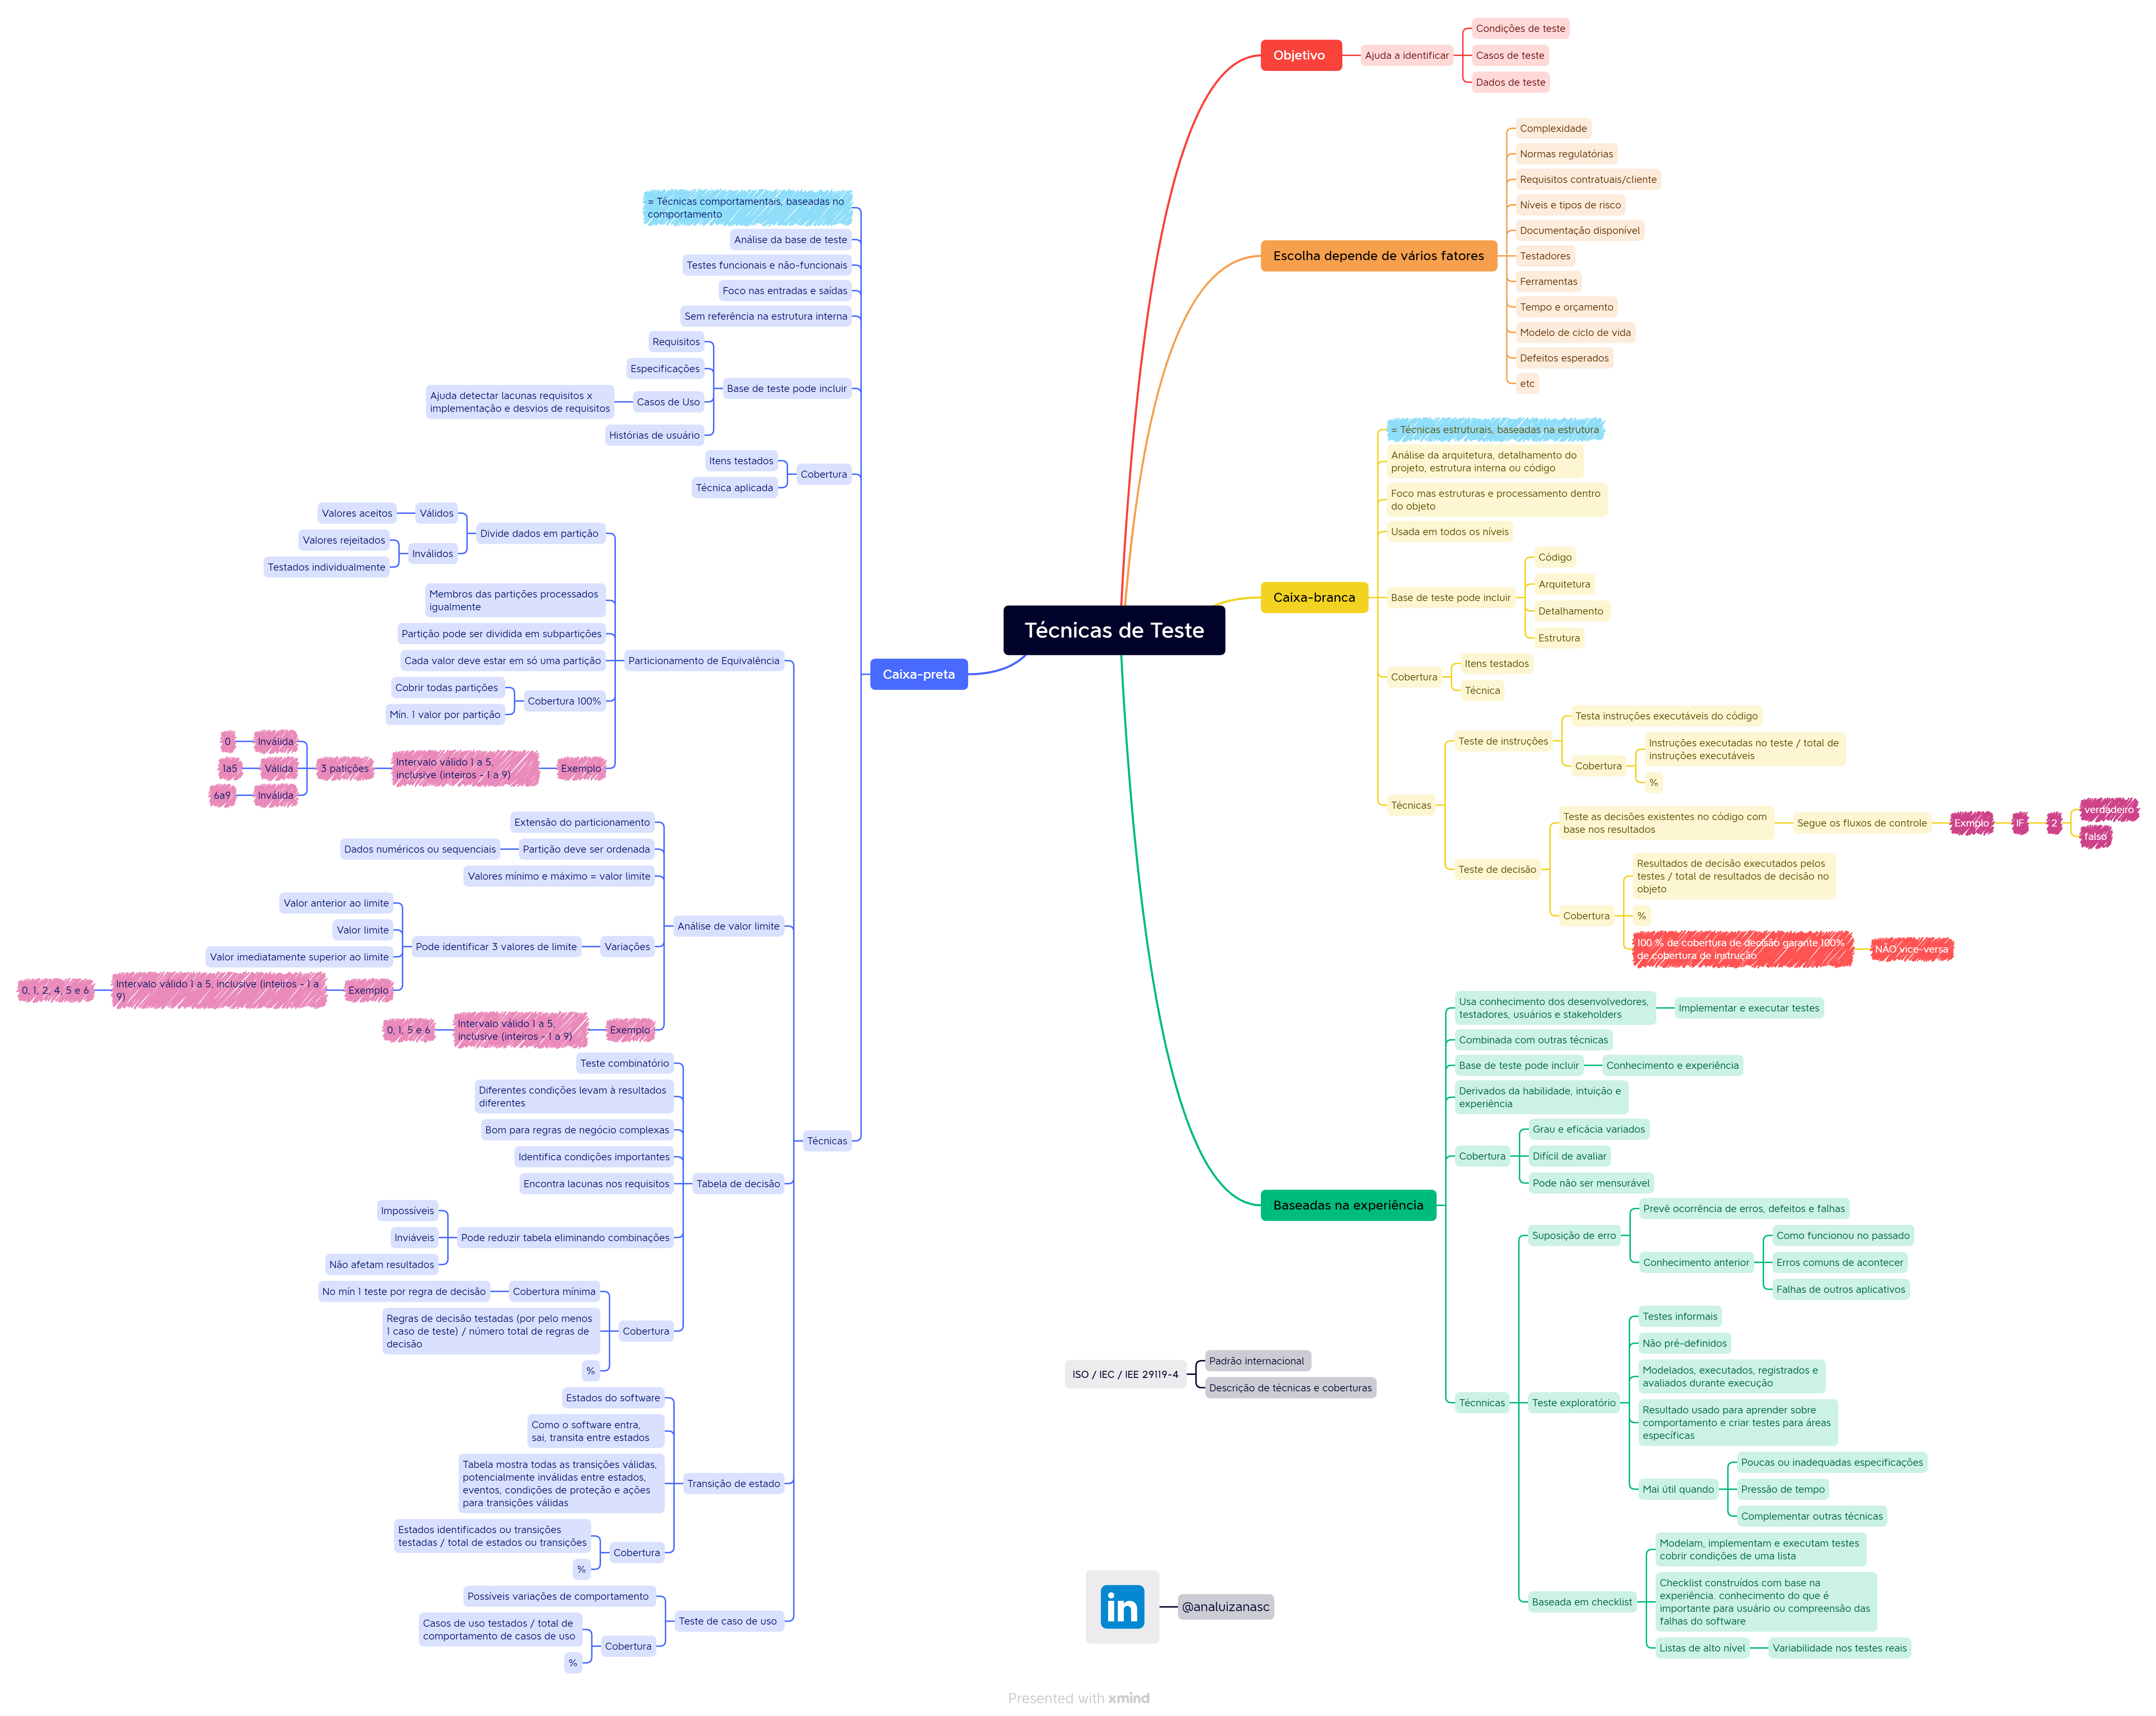 Técnicas de Teste
Objetivo
Ajuda a identificar
Condições de teste
Casos de teste
Dados de teste
Escolha depende de vários fatores
Complexidade
Normas regulatórias
Requisitos contratuais/cliente
Níveis e tipos de risco
Documentação disponível
Testadores
Ferramentas
Tempo e orçamento
Modelo de ciclo de vida
Defeitos esperados
etc
Caixa-branca
= Técnicas estruturais, baseadas na estrutura
Análise da arquitetura, detalhamento do
projeto, estrutura interna ou código
Foco mas estruturas e processamento dentro
do objeto
Usada em todos os níveis
Base de teste pode incluir
Código
Arquitetura
Detalhamento
Estrutura
Cobertura
Itens testados
Técnica
Técnicas
Teste de instruções
Testa instruções executáveis do código
Cobertura
Instruções executadas no teste / total de
instruções executáveis
%
Teste de decisão
Teste as decisões existentes no código com
base nos resultados
Segue os fluxos de controle
Exmplo
IF
2
verdadeiro
falso
Cobertura
Resultados de decisão executados pelos
testes / total de resultados de decisão no
objeto
%
100 % de cobertura de decisão garante 100%
de cobertura de instrução
NÃO vice-versa
Baseadas na experiência
Usa conhecimento dos desenvolvedores,
testadores, usuários e stakeholders
Implementar e executar testes
Combinada com outras técnicas
Base de teste pode incluir
Conhecimento e experiência
Derivados da habilidade, intuição e
experiência
Cobertura
Grau e eficácia variados
Difícil de avaliar
Pode não ser mensurável
Técnnicas
Suposição de erro
Prevê ocorrência de erros, defeitos e falhas
Conhecimento anterior
Como funcionou no passado
Erros comuns de acontecer
Falhas de outros aplicativos
Teste exploratório
Testes informais
Não pré-definidos
Modelados, executados, registrados e
avaliados durante execução
Resultado usado para aprender sobre
comportamento e criar testes para áreas
específicas
Mai útil quando
Poucas ou inadequadas especificações
Pressão de tempo
Complementar outras técnicas
Baseada em checklist
Modelam, implementam e executam testes
cobrir condições de uma lista
Checklist construídos com base na
experiência. conhecimento do que é
importante para usuário ou compreensão das
falhas do software
Listas de alto nível
Variabilidade nos testes reais
Caixa-preta
= Técnicas comportamentais, baseadas no
comportamento
Análise da base de teste
Testes funcionais e não-funcionais
Foco nas entradas e saídas
Sem referência na estrutura interna
Base de teste pode incluir
Requisitos
Especificações
Casos de Uso
Ajuda detectar lacunas requisitos x
implementação e desvios de requisitos
Histórias de usuário
Cobertura
Itens testados
Técnica aplicada
Técnicas
Particionamento de Equivalência
Divide dados em partição
Válidos
Valores aceitos
Inválidos
Valores rejeitados
Testados individualmente
Membros das partições processados
igualmente
Partição pode ser dividida em subpartições
Cada valor deve estar em só uma partição
Cobertura 100%
Cobrir todas partições
Mín. 1 valor por partição
Exemplo
Intervalo válido 1 a 5,
inclusive (inteiros - 1 a 9)
3 patições
Inválida
0
Válida
1a5
Inválida
6a9
Análise de valor limite
Extensão do particionamento
Partição deve ser ordenada
Dados numéricos ou sequenciais
Valores mínimo e máximo = valor limite
Variações
Pode identificar 3 valores de limite
Valor anterior ao limite
Valor limite
Valor imediatamente superior ao limite
Exemplo
Intervalo válido 1 a 5, inclusive (inteiros - 1 a
9)
0, 1, 2, 4, 5 e 6
Exemplo
Intervalo válido 1 a 5,
inclusive (inteiros - 1 a 9)
0, 1, 5 e 6
Tabela de decisão
Teste combinatório
Diferentes condições levam à resultados
diferentes
Bom para regras de negócio complexas
Identifica condições importantes
Encontra lacunas nos requisitos
Pode reduzir tabela eliminando combinações
Impossíveis
Inviáveis
Não afetam resultados
Cobertura
Cobertura mínima
No mín 1 teste por regra de decisão
Regras de decisão testadas (por pelo menos
1 caso de teste) / número total de regras de
decisão
%
Transição de estado
Estados do software
Como o software entra,
sai, transita entre estados
Tabela mostra todas as transições válidas,
potencialmente inválidas entre estados,
eventos, condições de proteção e ações
para transições válidas
Cobertura
Estados identificados ou transições
testadas / total de estados ou transições
%
Teste de caso de uso
Possíveis variações de comportamento
Cobertura
Casos de uso testados / total de
comportamento de casos de uso
%
ISO / IEC / IEE 29119-4
Padrão internacional
Descrição de técnicas e coberturas
in
@analuizanasc
Presented with xmind